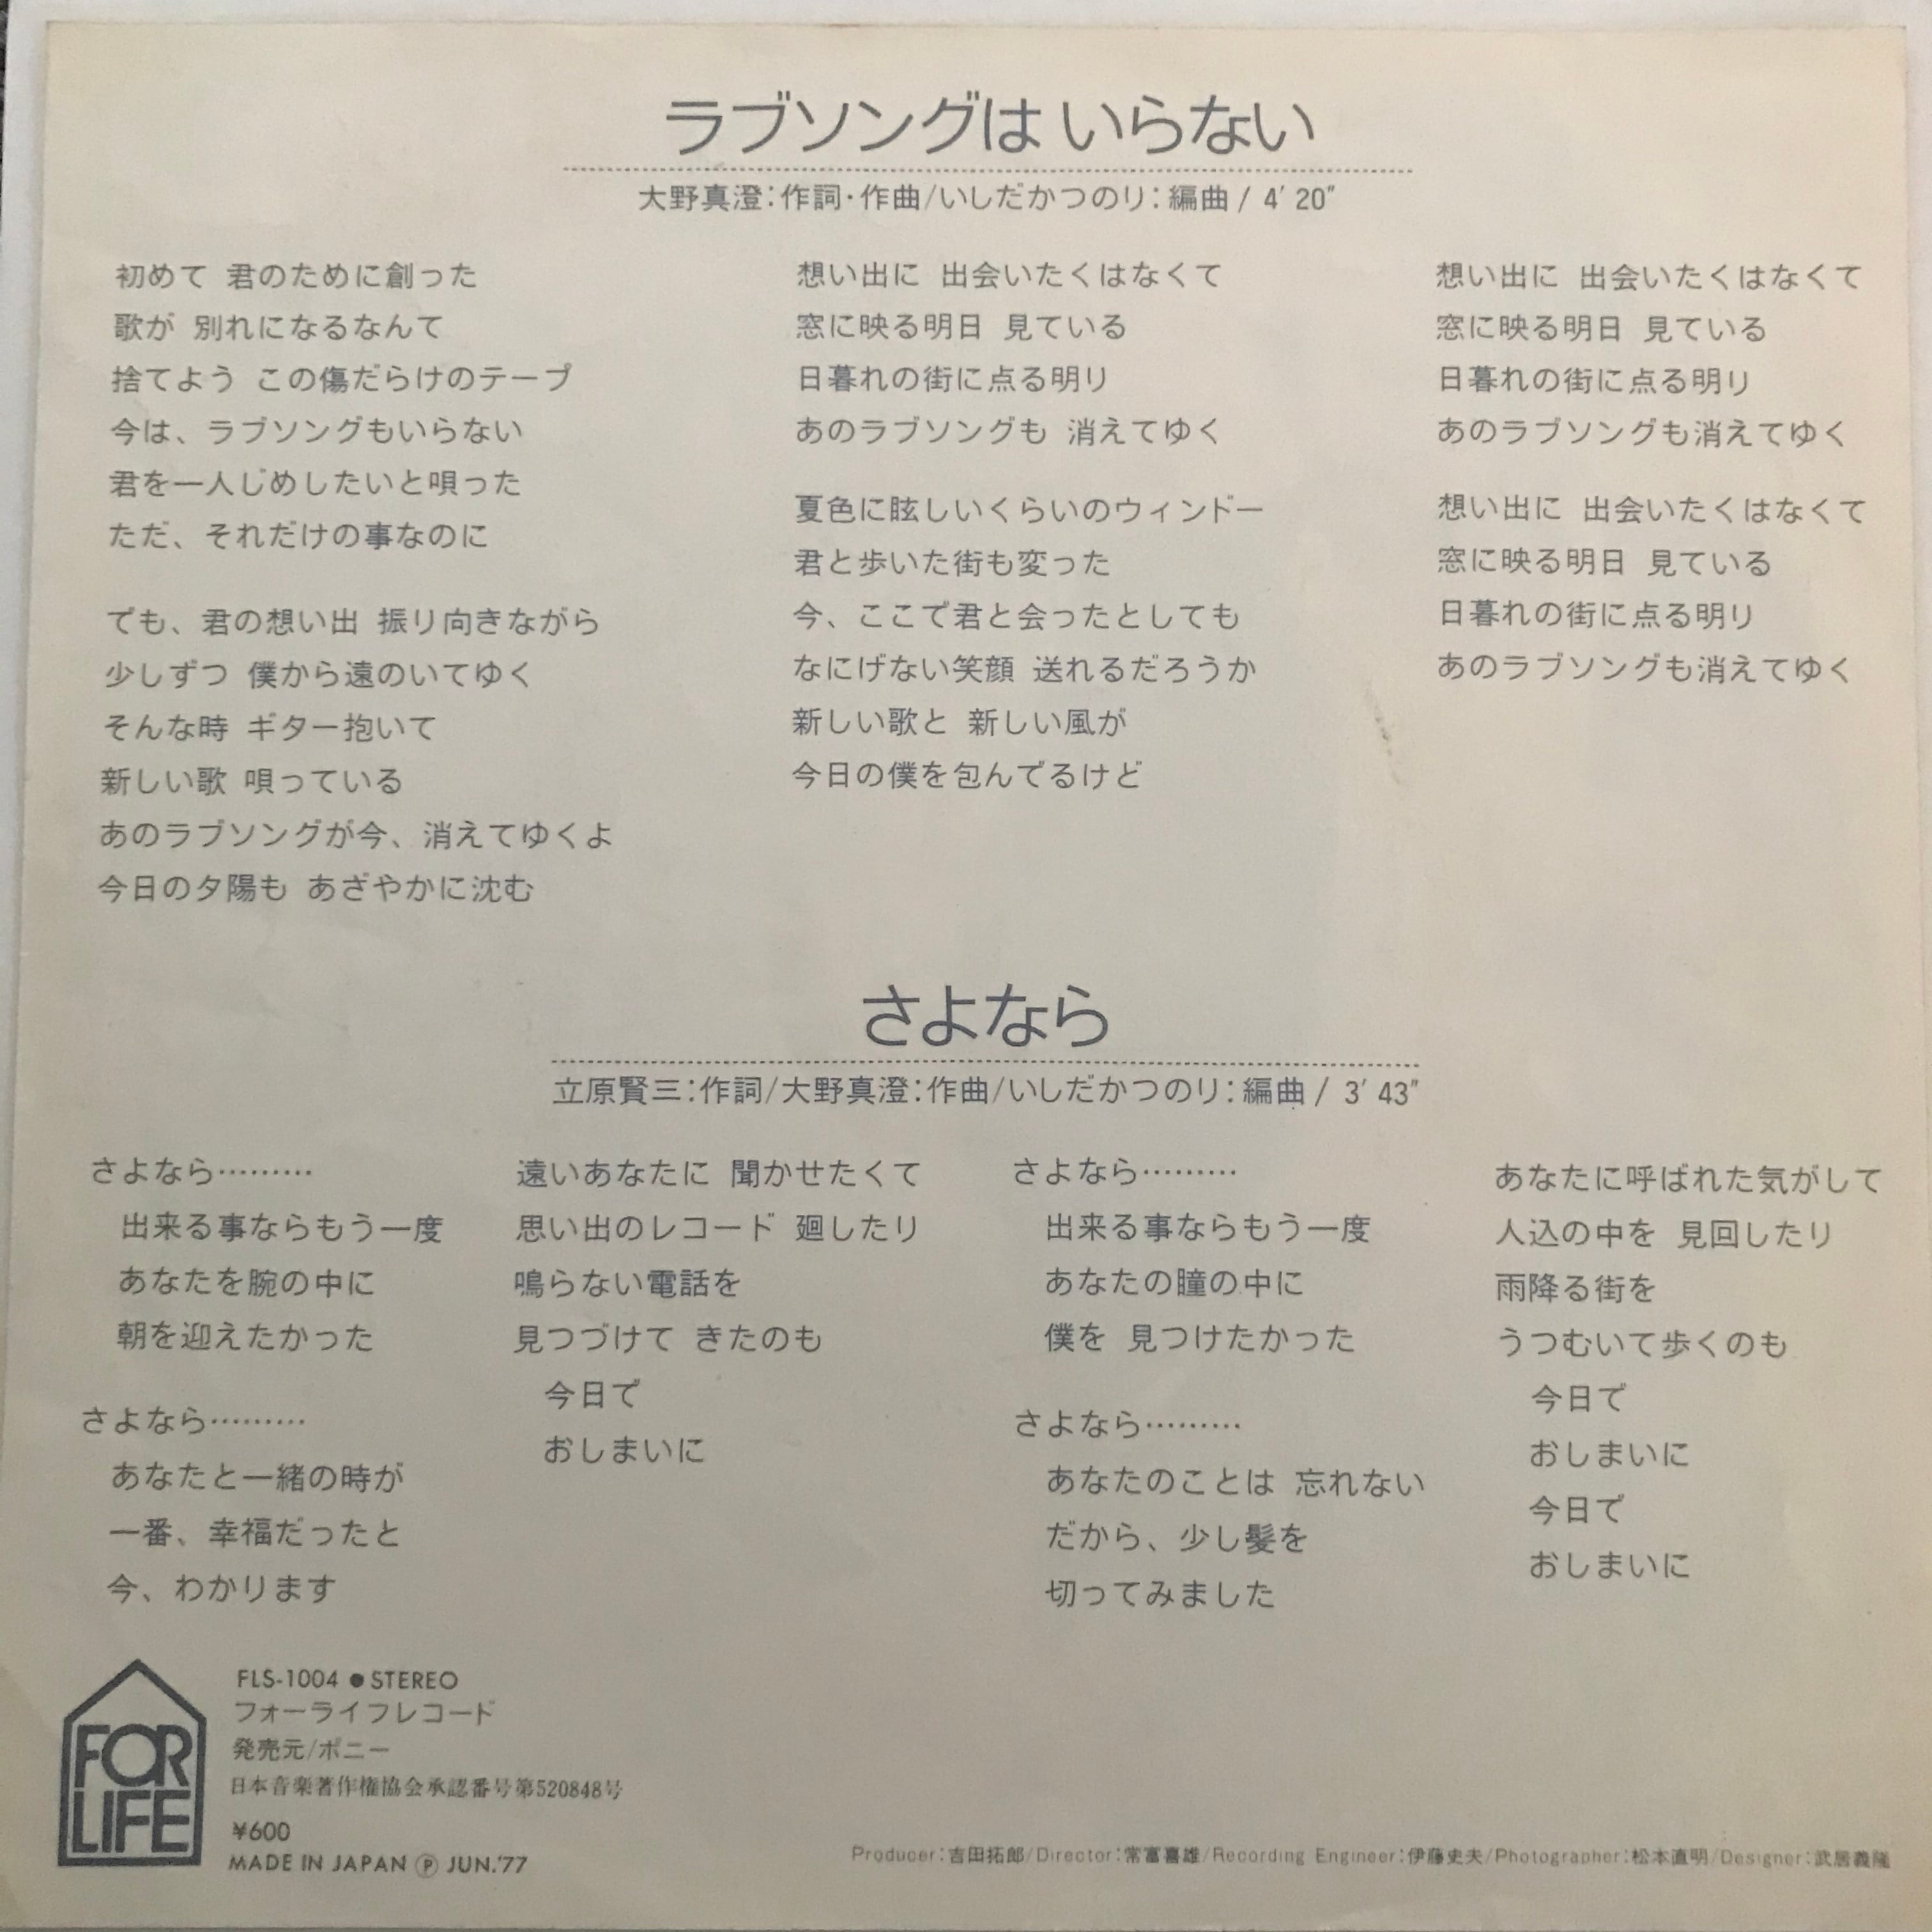 ラブソングは いらない
大野真澄:作詞・作曲/いしだかつのり:編曲 / 4′ 20″
初めて 君のために創った
歌が 別れになるなんて
捨てよう この傷だらけのテープ
今は、ラブソングもいらない
君を一人じめしたいと唄った
ただ、それだけの事なのに
でも、君の想い出 振り向きながら
少しずつ 僕から遠のいてゆく
そんな時 ギター抱いて
新しい歌 唄っている
あのラブソングが今、消えてゆくよ
今日の夕陽も あざやかに沈む
想い出に 出会いたくはなくて
窓に映る明日 見ている
日暮れの街に点る明り
あのラブソングも 消えてゆく
夏色に眩しいくらいのウィンドー
君と歩いた街も変った
今、ここで君と会ったとしても
なにげない笑顔 送れるだろうか
新しい歌と 新しい風が
今日の僕を包んでるけど
想い出に 出会いたくはなくて
窓に映る明日 見ている
日暮れの街に点る明り
あのラブソングも消えてゆく
想い出に 出会いたくはなくて
窓に映る明日 見ている
日暮れの街に点る明り
あのラブソングも消えてゆく
さよなら
立原賢三:作詞/大野真澄:作曲/いしだかつのり:編曲 / 3′ 43″
さよなら………
出来る事ならもう一度
あなたを腕の中に
朝を迎えたかった
さよなら………
あなたと一緒の時が
一番、幸福だったと
今、わかります
遠いあなたに 聞かせたくて
思い出のレコード 廻したり
鳴らない電話を
見つづけて きたのも
今日で
おしまいに
さよなら………
出来る事ならもう一度
あなたの瞳の中に
僕を 見つけたかった
さよなら………
あなたのことは 忘れない
だから、少し髪を
切ってみました
あなたに呼ばれた気がして
人込の中を 見回したり
雨降る街を
うつむいて歩くのも
今日で
おしまいに
今日で
おしまいに
FOR
LIFE
FLS-1004 ● STEREO
フォーライフレコード
発売元/ポニー
日本音楽著作権協会承認番号第520848号
¥600
MADE IN JAPAN Ⓟ JUN.'77
Producer:吉田拓郎/Director:常富喜雄/Recording Engineer:伊藤史夫/Photographer:松本直明/Designer:武居義隆